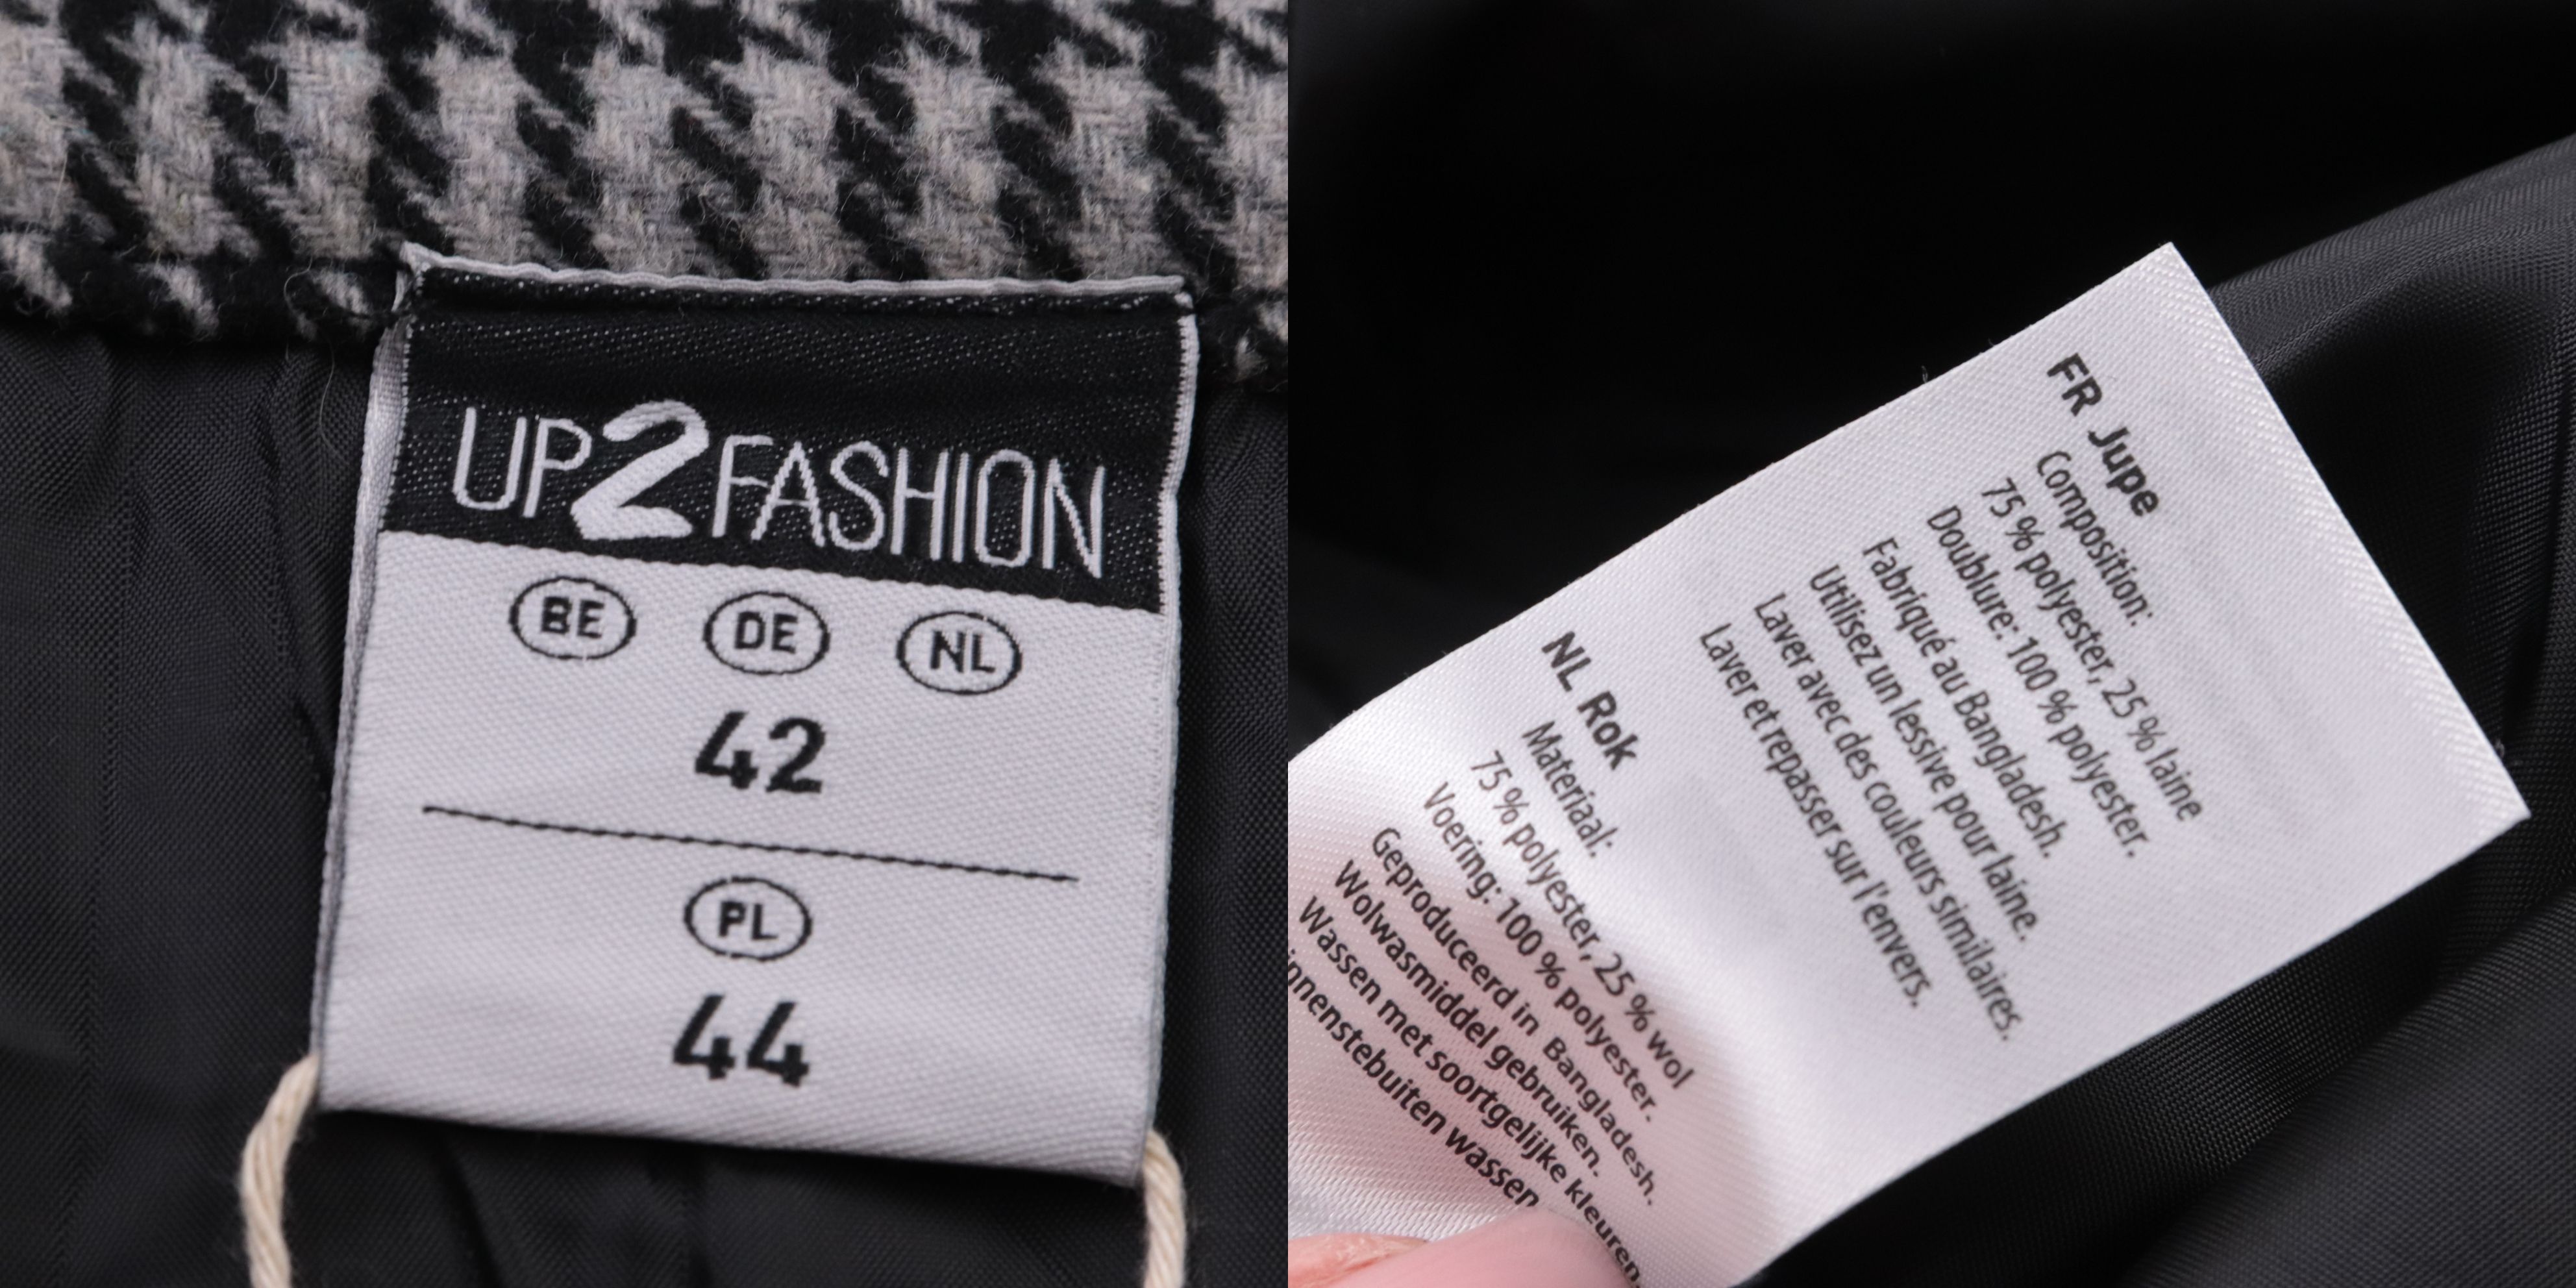 UP2FASHION
BE DE NL
42
PL
44
FR Jupe
Composition:
75 % polyester, 25 % laine
Doublure: 100 % polyester.
Fabriqué au Bangladesh.
Utilisez un lessive pour laine.
Laver avec des couleurs similaires.
Laver et repasser sur l'envers.
NL Rok
Materiaal:
75 % polyester, 25 % wol
Voering: 100 % polyester.
Geproduceerd in Bangladesh.
Wolwasmiddel gebruiken.
Wassen met soortgelijke kleuren.
wassen